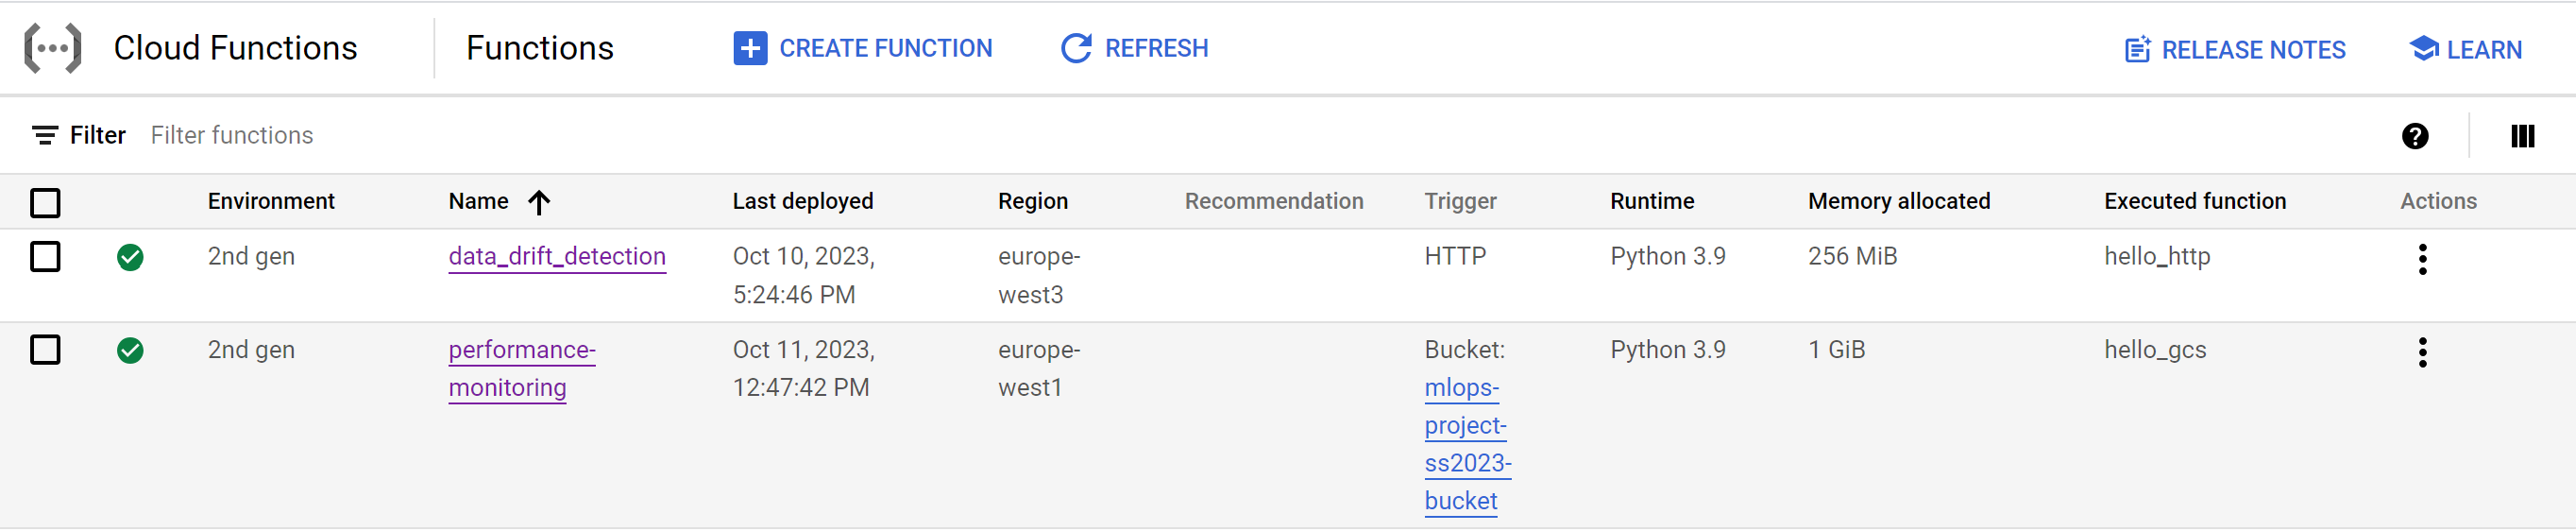 Cloud Functions Functions CREATE FUNCTION REFRESH RELEASE NOTES LEARN
Filter Filter functions
Environment Name Last deployed Region Recommendation Trigger Runtime Memory allocated Executed function Actions
2nd gen data_drift_detection Oct 10, 2023, europe- HTTP Python 3.9 256 MiB hello_http
5:24:46 PM west3
2nd gen performance- Oct 11, 2023, europe- Bucket: Python 3.9 1 GiB hello_gcs
monitoring 12:47:42 PM west1 mlops-
project-
ss2023-
bucket